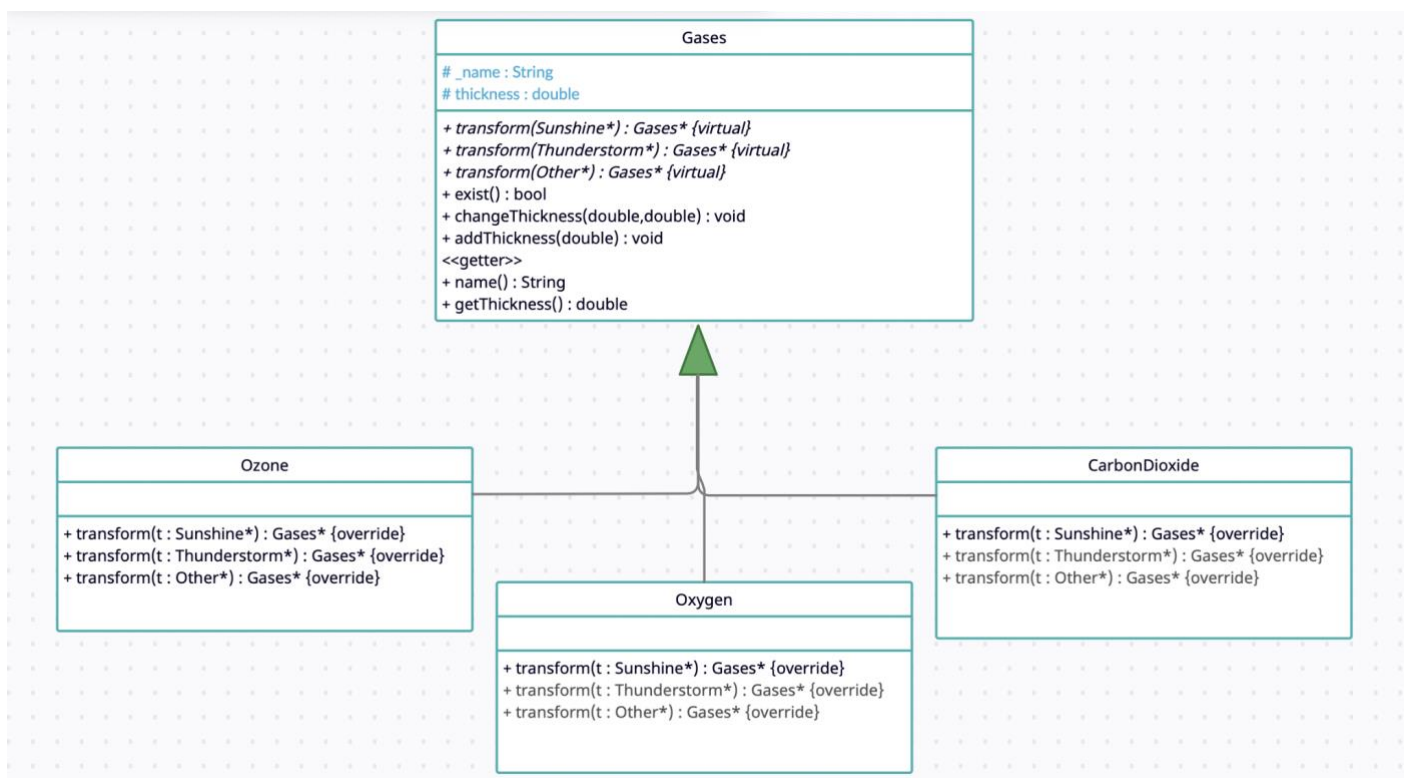 Gases
# _name : String
# thickness : double
+ transform(Sunshine*) : Gases* {virtual}
+ transform(Thunderstorm*) : Gases* {virtual}
+ transform(Other*) : Gases* {virtual}
+ exist() : bool
+ changeThickness(double,double) : void
+ addThickness(double) : void
<<getter>>
+ name() : String
+ getThickness() : double
Ozone
+ transform(t : Sunshine*) : Gases* {override}
+ transform(t : Thunderstorm*) : Gases* {override}
+ transform(t : Other*) : Gases* {override}
Oxygen
+ transform(t : Sunshine*) : Gases* {override}
+ transform(t : Thunderstorm*) : Gases* {override}
+ transform(t : Other*) : Gases* {override}
CarbonDioxide
+ transform(t : Sunshine*) : Gases* {override}
+ transform(t : Thunderstorm*) : Gases* {override}
+ transform(t : Other*) : Gases* {override}